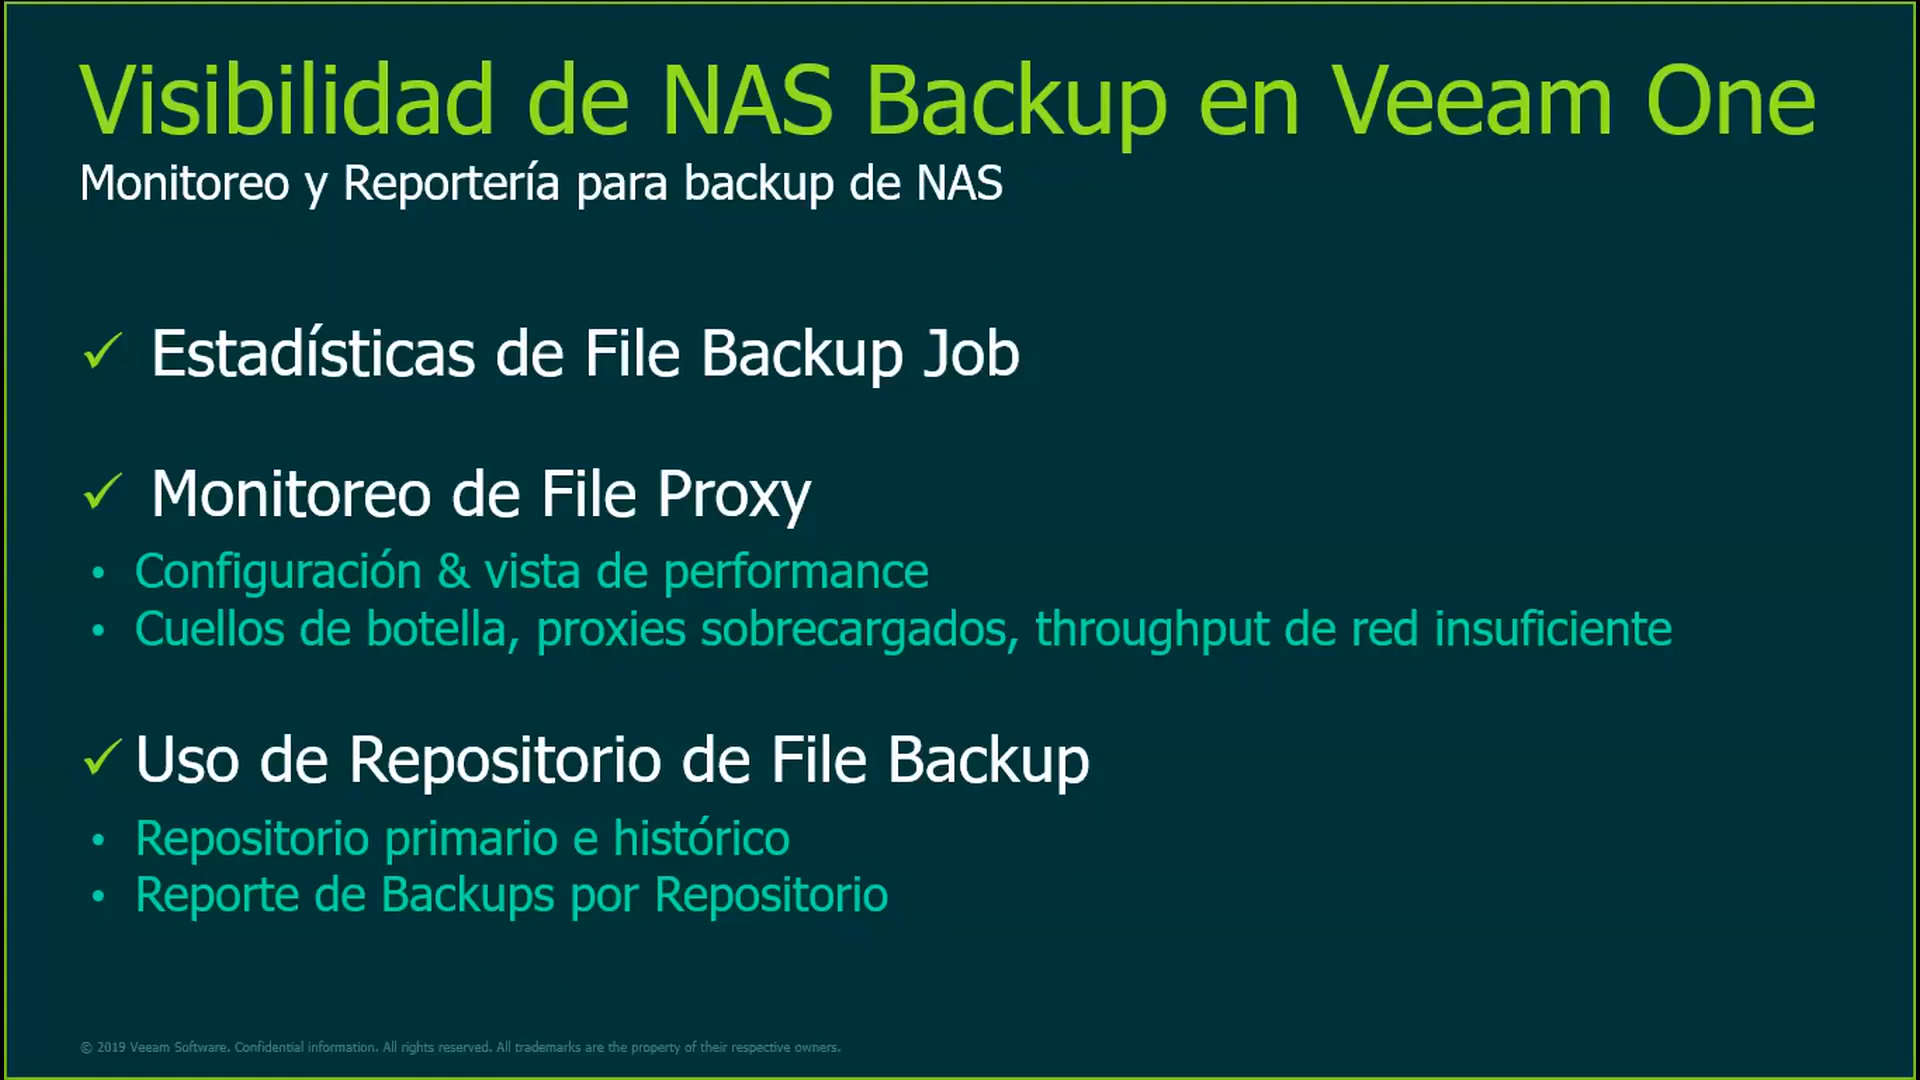 Visibilidad de NAS Backup en Veeam One
Monitoreo y Reportería para backup de NAS
✓ Estadísticas de File Backup Job
✓ Monitoreo de File Proxy
• Configuración & vista de performance
• Cuellos de botella, proxies sobrecargados, throughput de red insuficiente
✓ Uso de Repositorio de File Backup
• Repositorio primario e histórico
• Reporte de Backups por Repositorio
© 2019 Veeam Software. Confidential information. All rights reserved. All trademarks are the property of their respective owners.